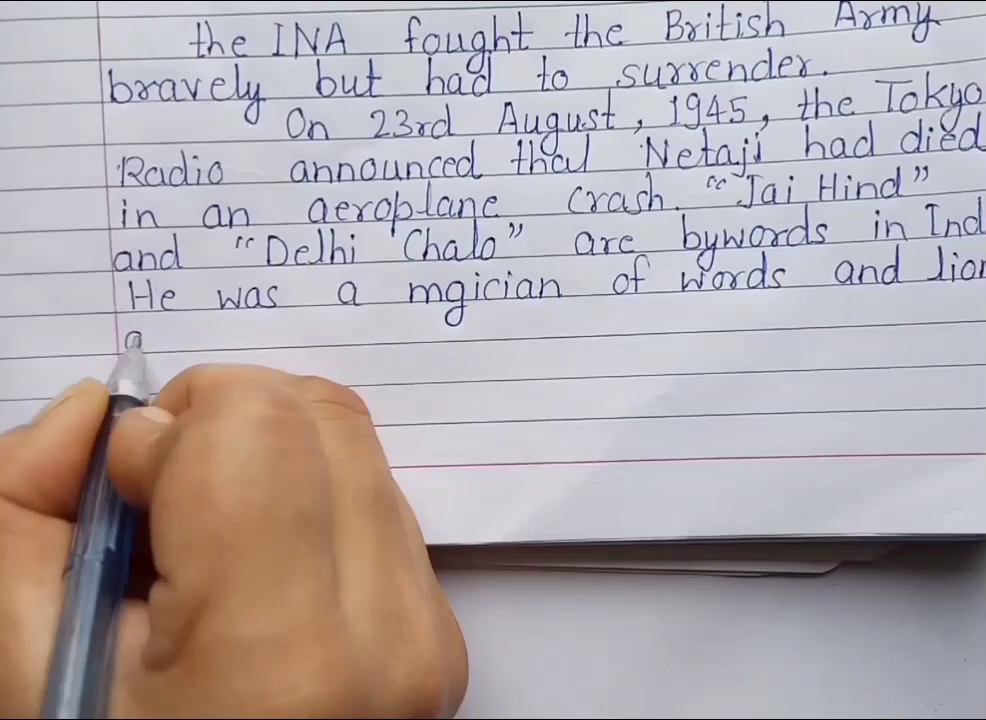 the INA fought the British Army
bravely but had to surrender.
On 23rd August, 1945, the Tokyo
Radio announced that Netaji had died
in an aeroplane crash. "Jai Hind"
and "Delhi Chalo" are bywords in Ind
He was a mgician of words and lion
a